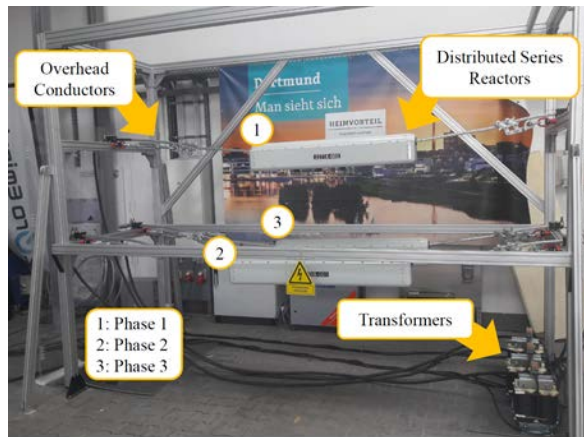 Overhead
Conductors
Distributed Series
Reactors
Dortmund
Man sieht sich
HEIMVORTEIL
1
3
2
1: Phase 1
2: Phase 2
3: Phase 3
Transformers